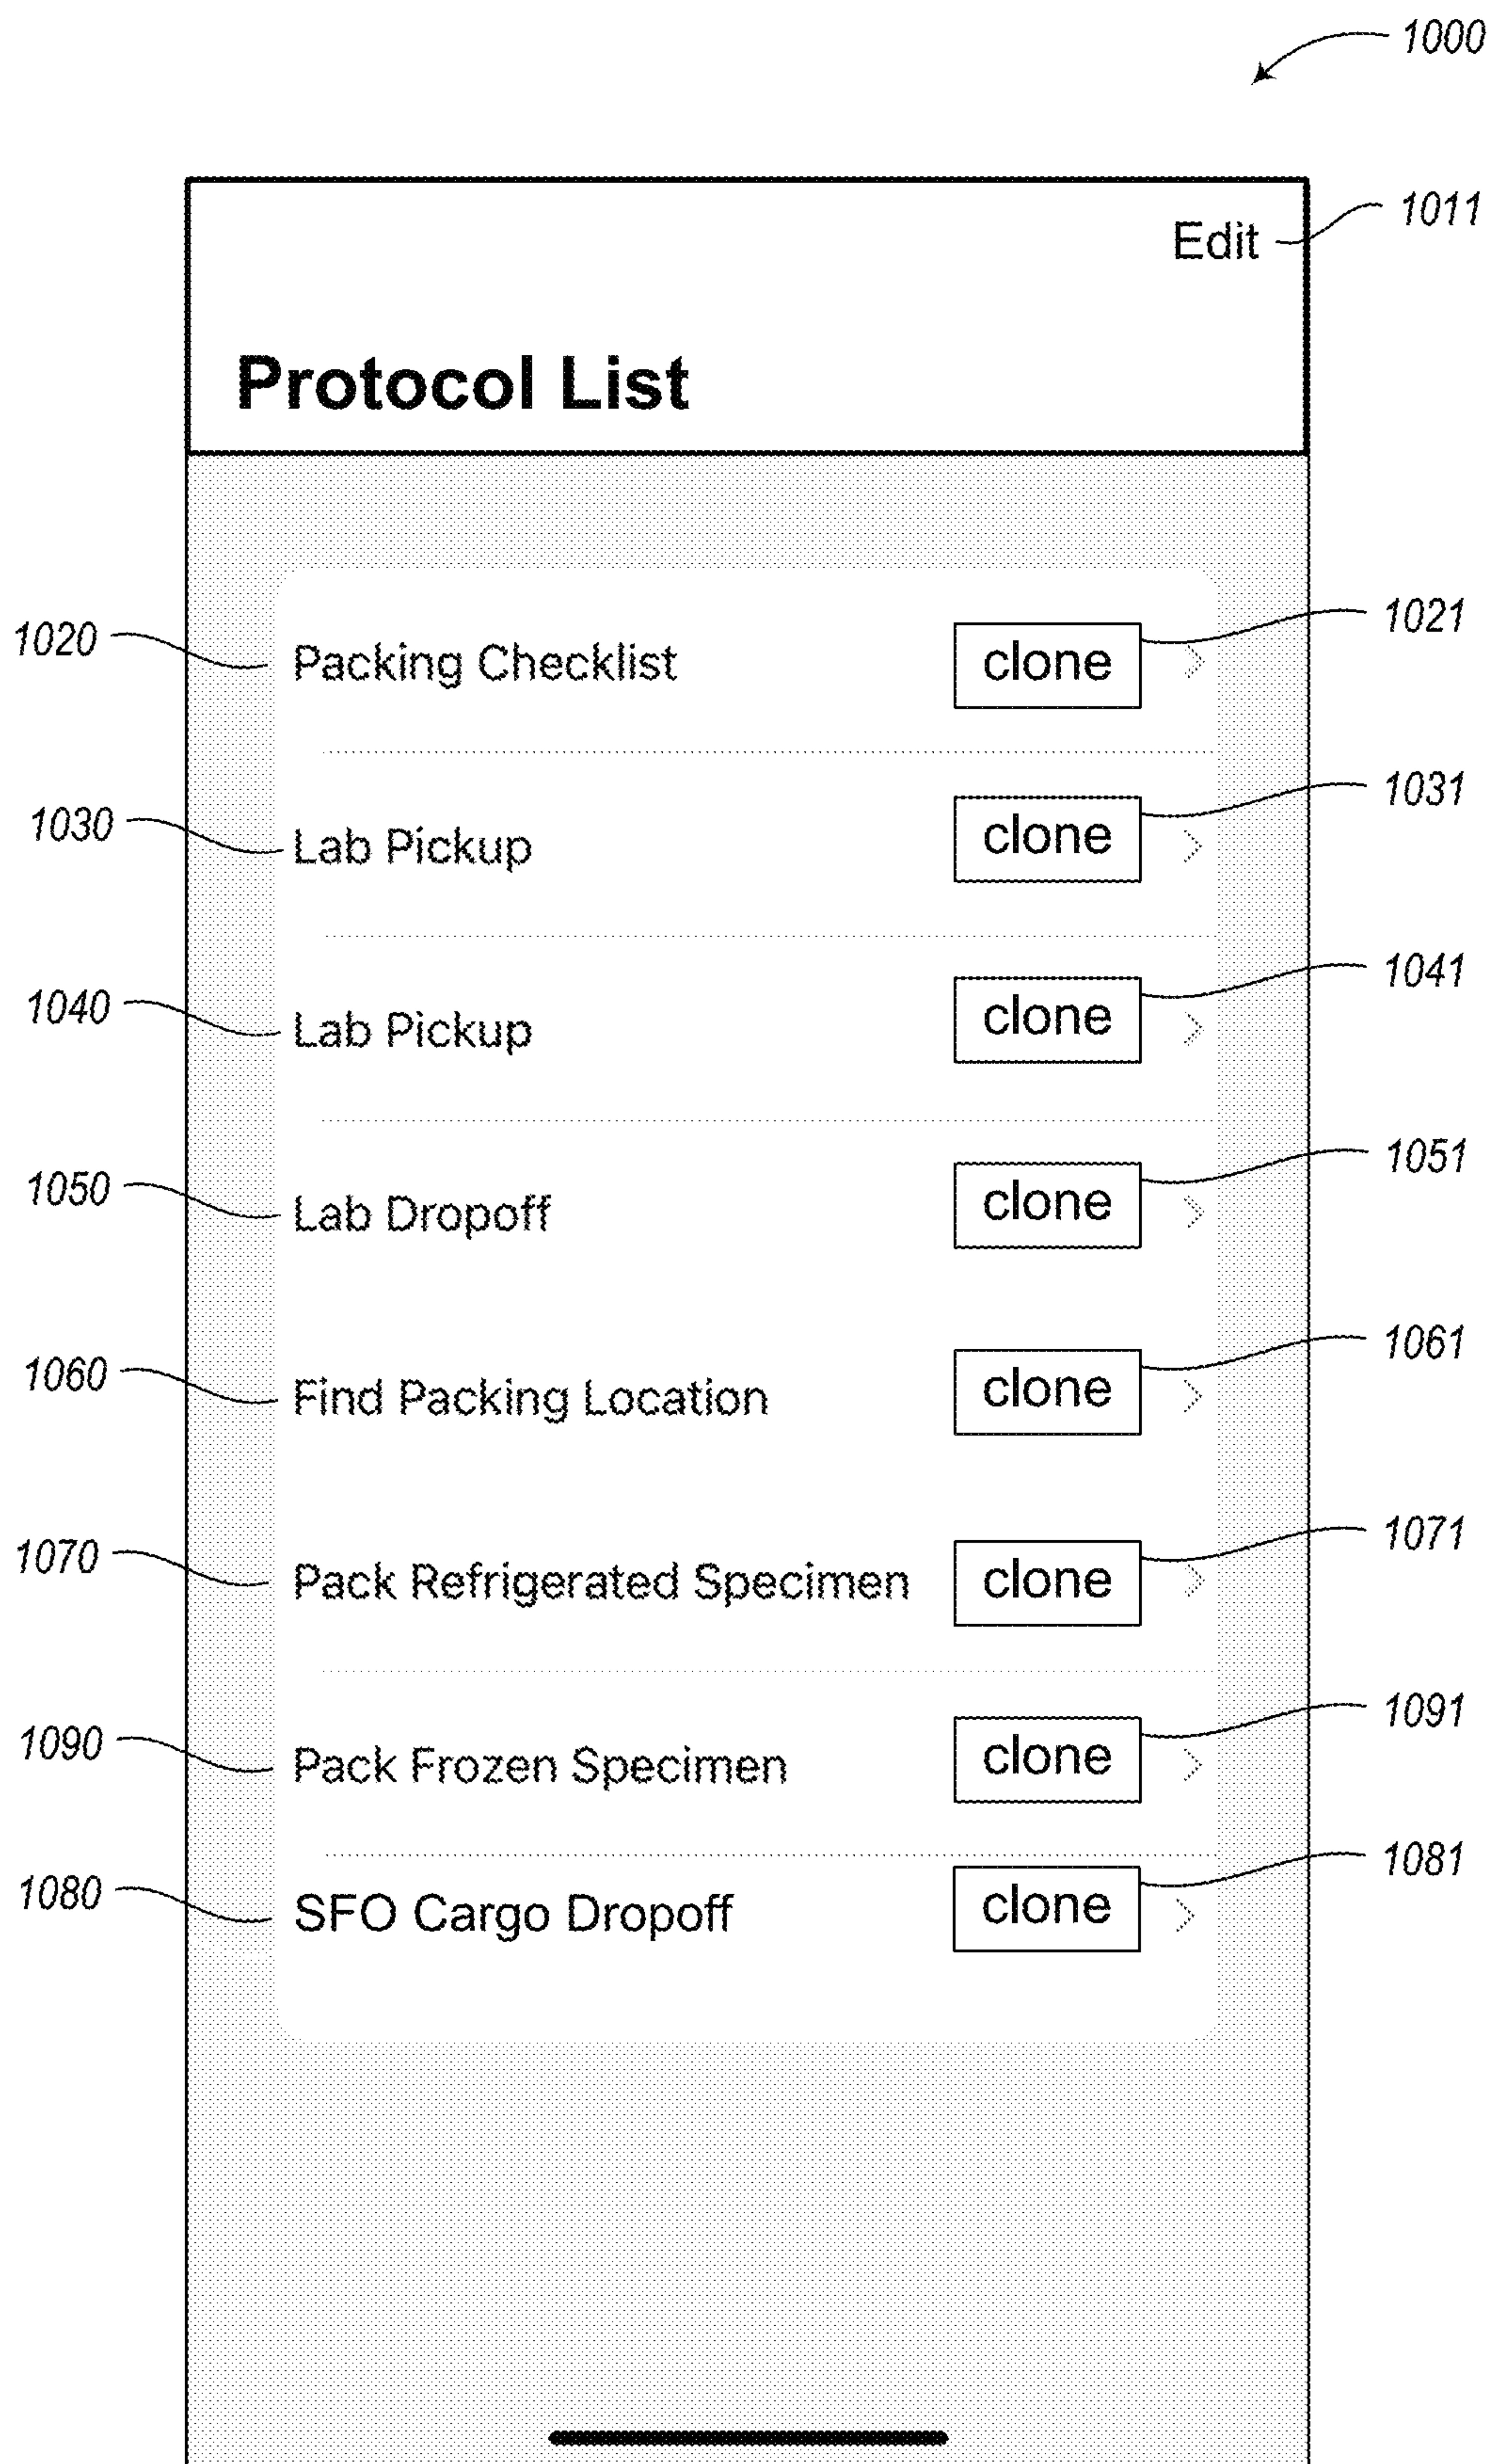 1000
Edit 1011
Protocol List
1020 Packing Checklist clone 1021
1030 Lab Pickup clone 1031
1040 Lab Pickup clone 1041
1050 Lab Dropoff clone 1051
1060 Find Packing Location clone 1061
1070 Pack Refrigerated Specimen clone 1071
1090 Pack Frozen Specimen clone 1091
1080 SFO Cargo Dropoff clone 1081